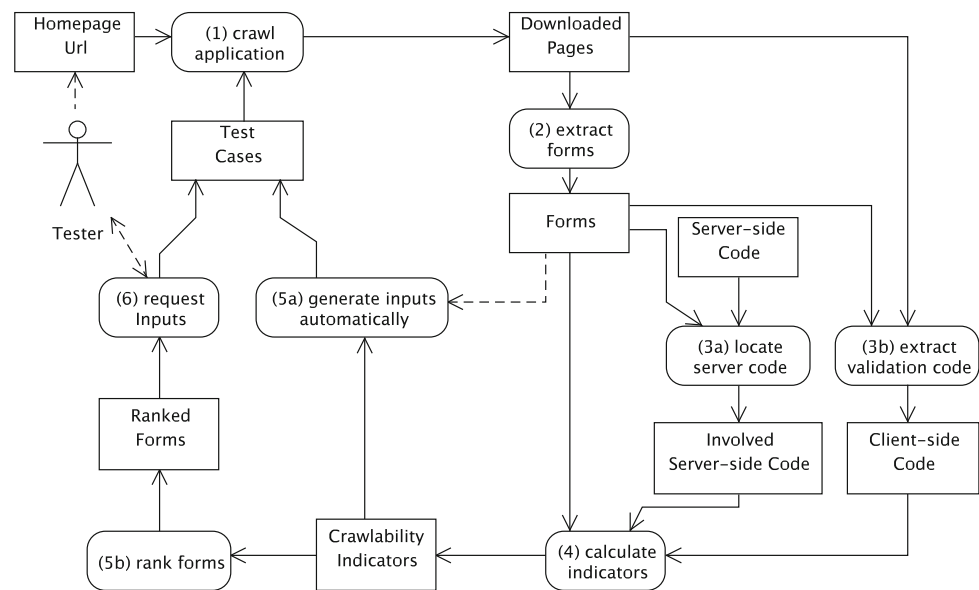 Homepage
Url
(1) crawl
application
Downloaded
Pages
Test
Cases
(2) extract
forms
Tester
Forms
Server-side
Code
(6) request
Inputs
(5a) generate inputs
automatically
(3a) locate
server code
(3b) extract
validation code
Ranked
Forms
Involved
Server-side Code
Client-side
Code
(5b) rank forms
Crawlability
Indicators
(4) calculate
indicators